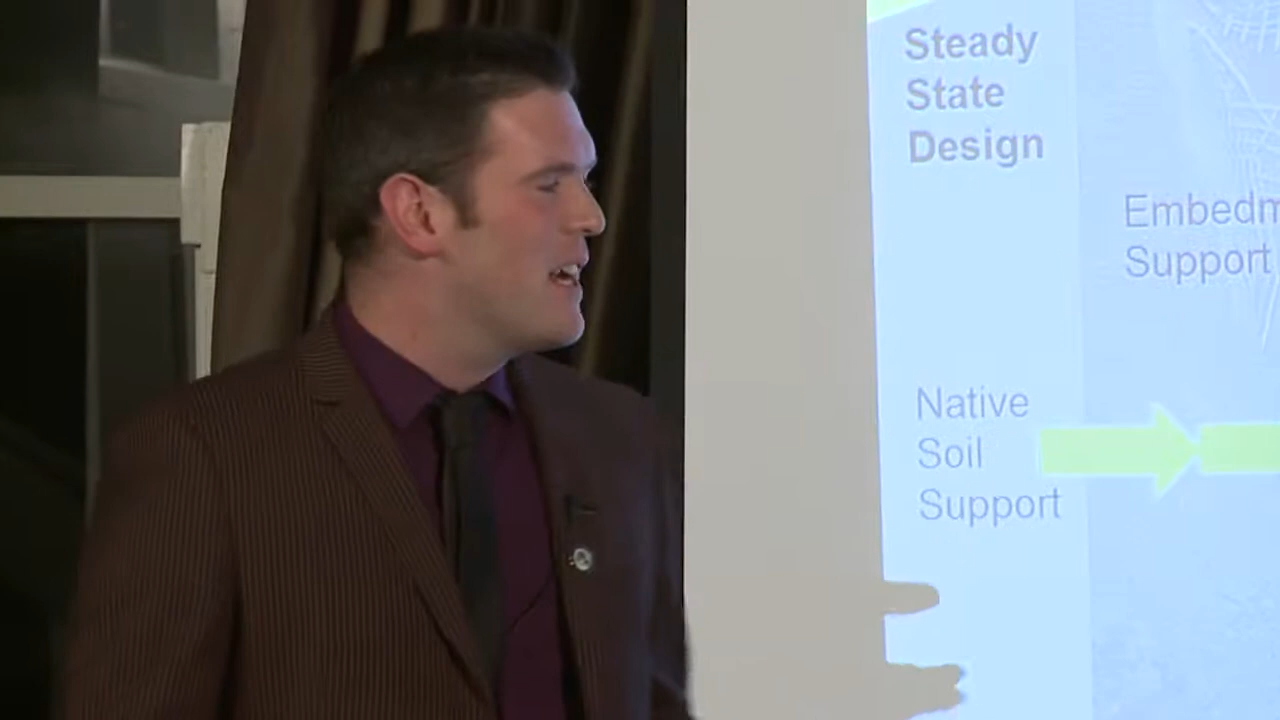 Steady
State
Design
Support
Native
Soil
Support